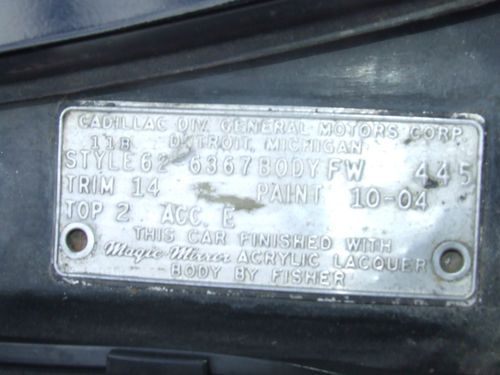 CADILLAC DIV. GENERAL MOTORS CORP.
11B DETROIT, MICHIGAN
STYLE 62-6367 BODY FW 445
TRIM 14 PAINT 10-04
TOP 2 ACC. E
THIS CAR FINISHED WITH
Magic-Mirror ACRYLIC LACQUER
BODY BY FISHER